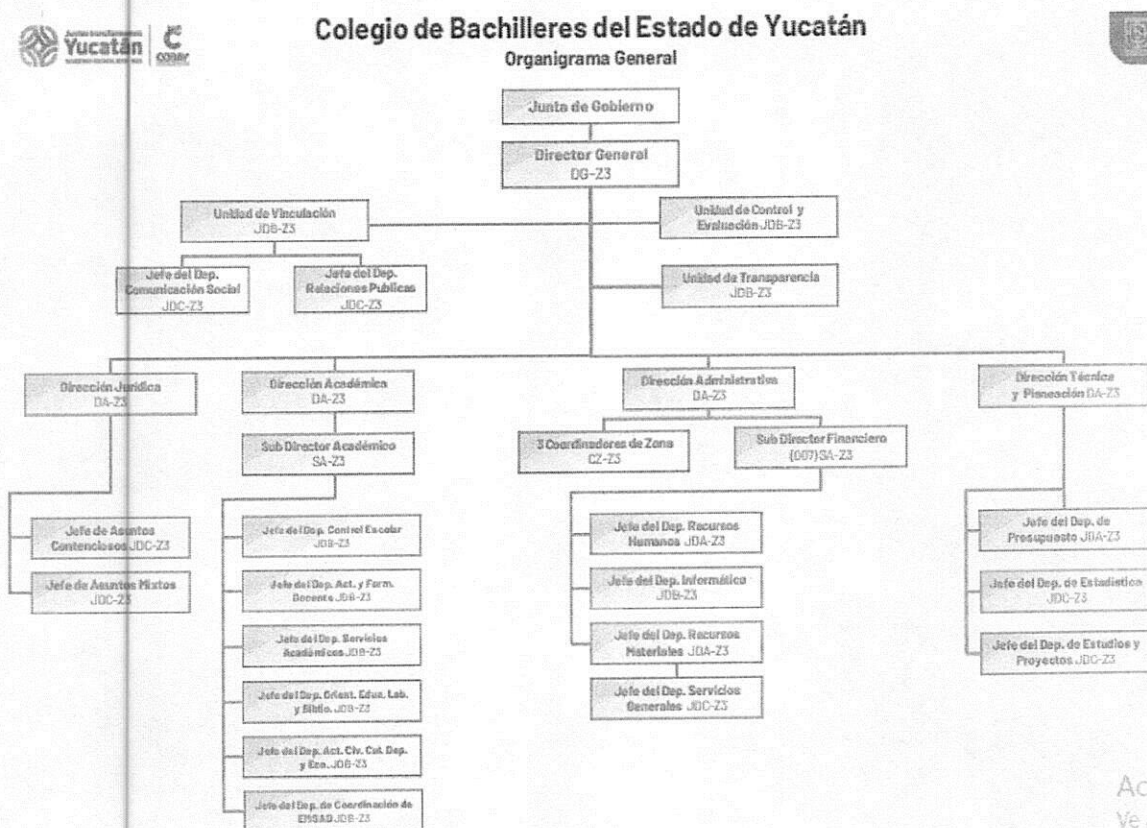 Juntos transformemos
Yucatán
COBAY
Colegio de Bachilleres del Estado de Yucatán
Organigrama General
Junta de Gobierno
Director General
DG-Z3
Unidad de Vinculación
JDB-Z3
Unidad de Control y
Evaluación JDB-Z3
Jefe del Dep.
Comunicación Social
JDC-Z3
Jefe del Dep.
Relaciones Publicas
JDC-Z3
Unidad de Transparencia
JDB-Z3
Dirección Jurídica
DA-Z3
Dirección Académica
DA-Z3
Dirección Administrativa
DA-Z3
Dirección Técnica
y Planeación DA-Z3
Sub Director Académico
SA-Z3
3 Coordinadores de Zona
CZ-Z3
Sub Director Financiero
(007)SA-Z3
Jefe de Asuntos
Contenciosos JDC-Z3
Jefe de Asuntos Mixtos
JDC-Z3
Jefe del Dep. Control Escolar
JDB-Z3
Jefe del Dep. Act. y Form.
Docente JDB-Z3
Jefe del Dep. Servicios
Académicos JDB-Z3
Jefe del Dep. Orient. Educ. Lab.
y Biblio. JDB-Z3
Jefe del Dep. Act. Civ. Cul. Dep.
y Eco. JDB-Z3
Jefe del Dep. de Coordinación de
EMSAD JDB-Z3
Jefe del Dep. Recursos
Humanos JDA-Z3
Jefe del Dep. Informática
JDB-Z3
Jefe del Dep. Recursos
Materiales JDA-Z3
Jefe del Dep. Servicios
Generales JDC-Z3
Jefe del Dep. de
Presupuesto JDA-Z3
Jefe del Dep. de Estadística
JDC-Z3
Jefe del Dep. de Estudios y
Proyectos JDC-Z3
Ac
Ve